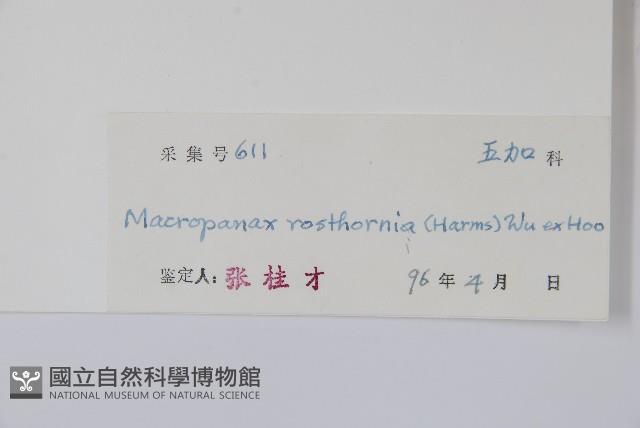 采集号 611 五加 科
Macropanax rosthornia (Harms) Wu ex Hoo
i
鉴定人: 张桂才 96 年 4 月 日
國立自然科學博物館
NATIONAL MUSEUM OF NATURAL SCIENCE